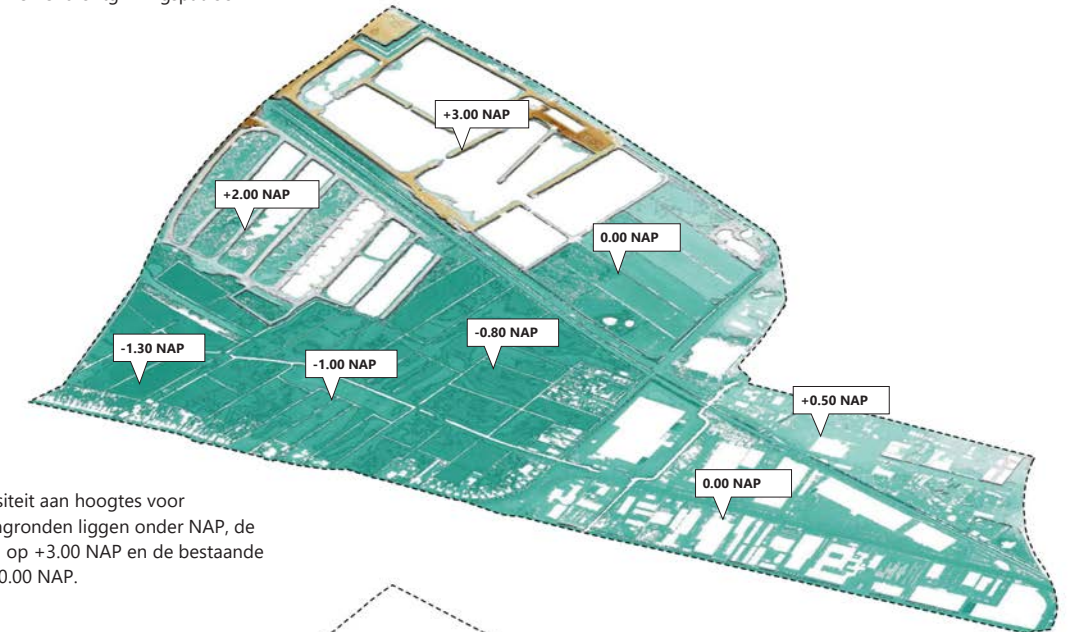 +3.00 NAP
+2.00 NAP
0.00 NAP
-0.80 NAP
-1.30 NAP
-1.00 NAP
+0.50 NAP
0.00 NAP
aan hoogtes voor
liggen onder NAP, de
op +3.00 NAP en de bestaande
0.00 NAP.